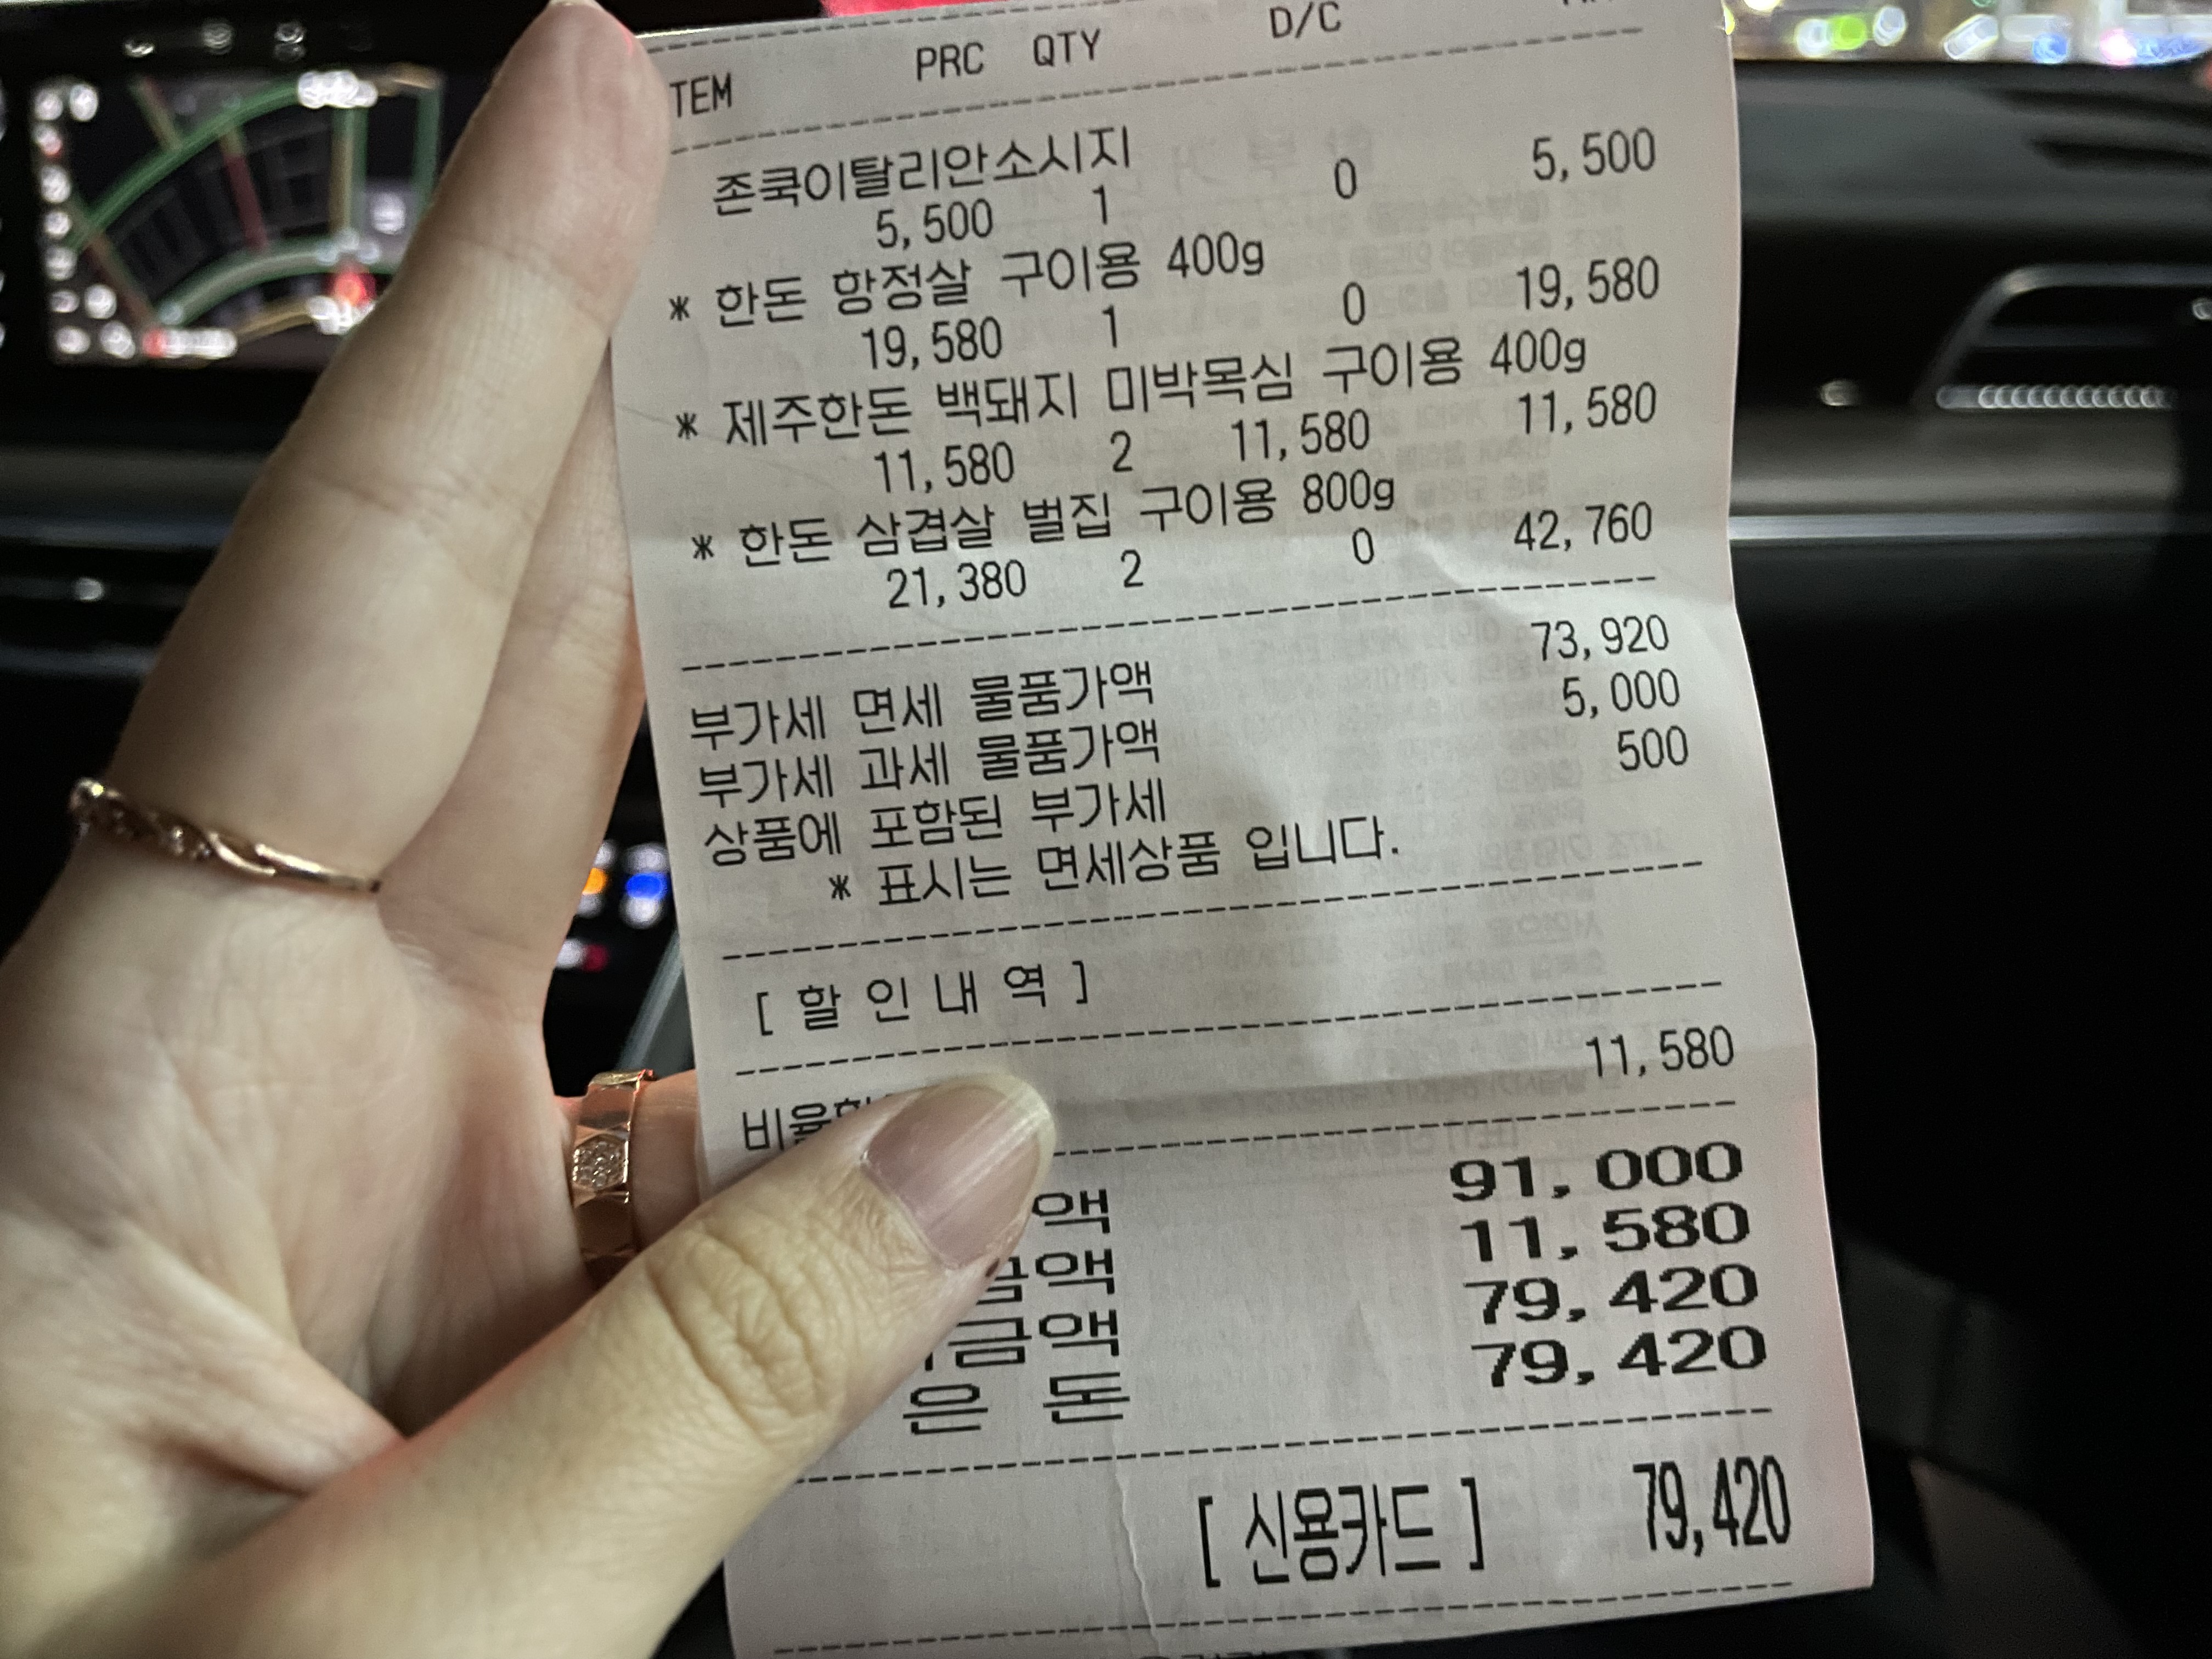 TEM PRC QTY D/C
존쿡이탈리안소시지
5,500 1 0 5,500
* 한돈 항정살 구이용 400g
19,580 1 0 19,580
* 제주한돈 백돼지 미박목심 구이용 400g
11,580 2 11,580 11,580
* 한돈 삼겹살 벌집 구이용 800g
21,380 2 0 42,760
부가세 면세 물품가액 73,920
부가세 과세 물품가액 5,000
상품에 포함된 부가세 500
* 표시는 면세상품 입니다.
[ 할 인 내 역 ]
비율 11,580
액 91,000
금액 11,580
금액 79,420
은 돈 79,420
[ 신용카드 ] 79,420